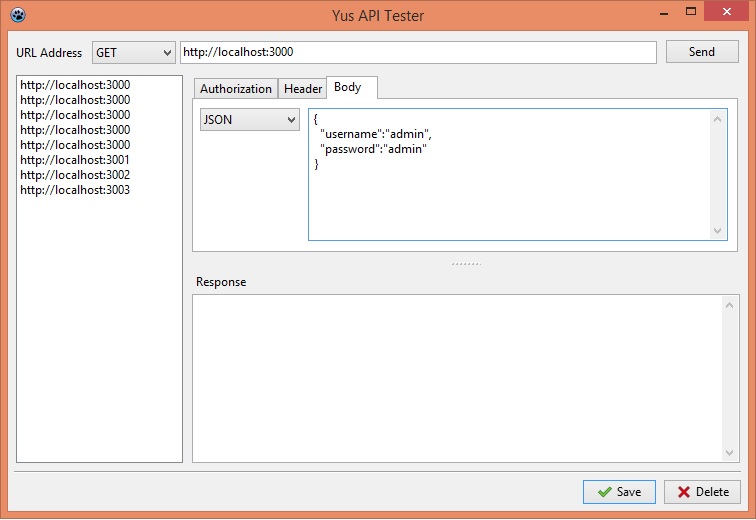 Yus API Tester
URL Address
GET
http://localhost:3000
Send
http://localhost:3000
http://localhost:3000
http://localhost:3000
http://localhost:3000
http://localhost:3000
http://localhost:3001
http://localhost:3002
http://localhost:3003
Authorization
Header
Body
JSON
{
"username":"admin",
"password":"admin"
}
Response
Save
Delete